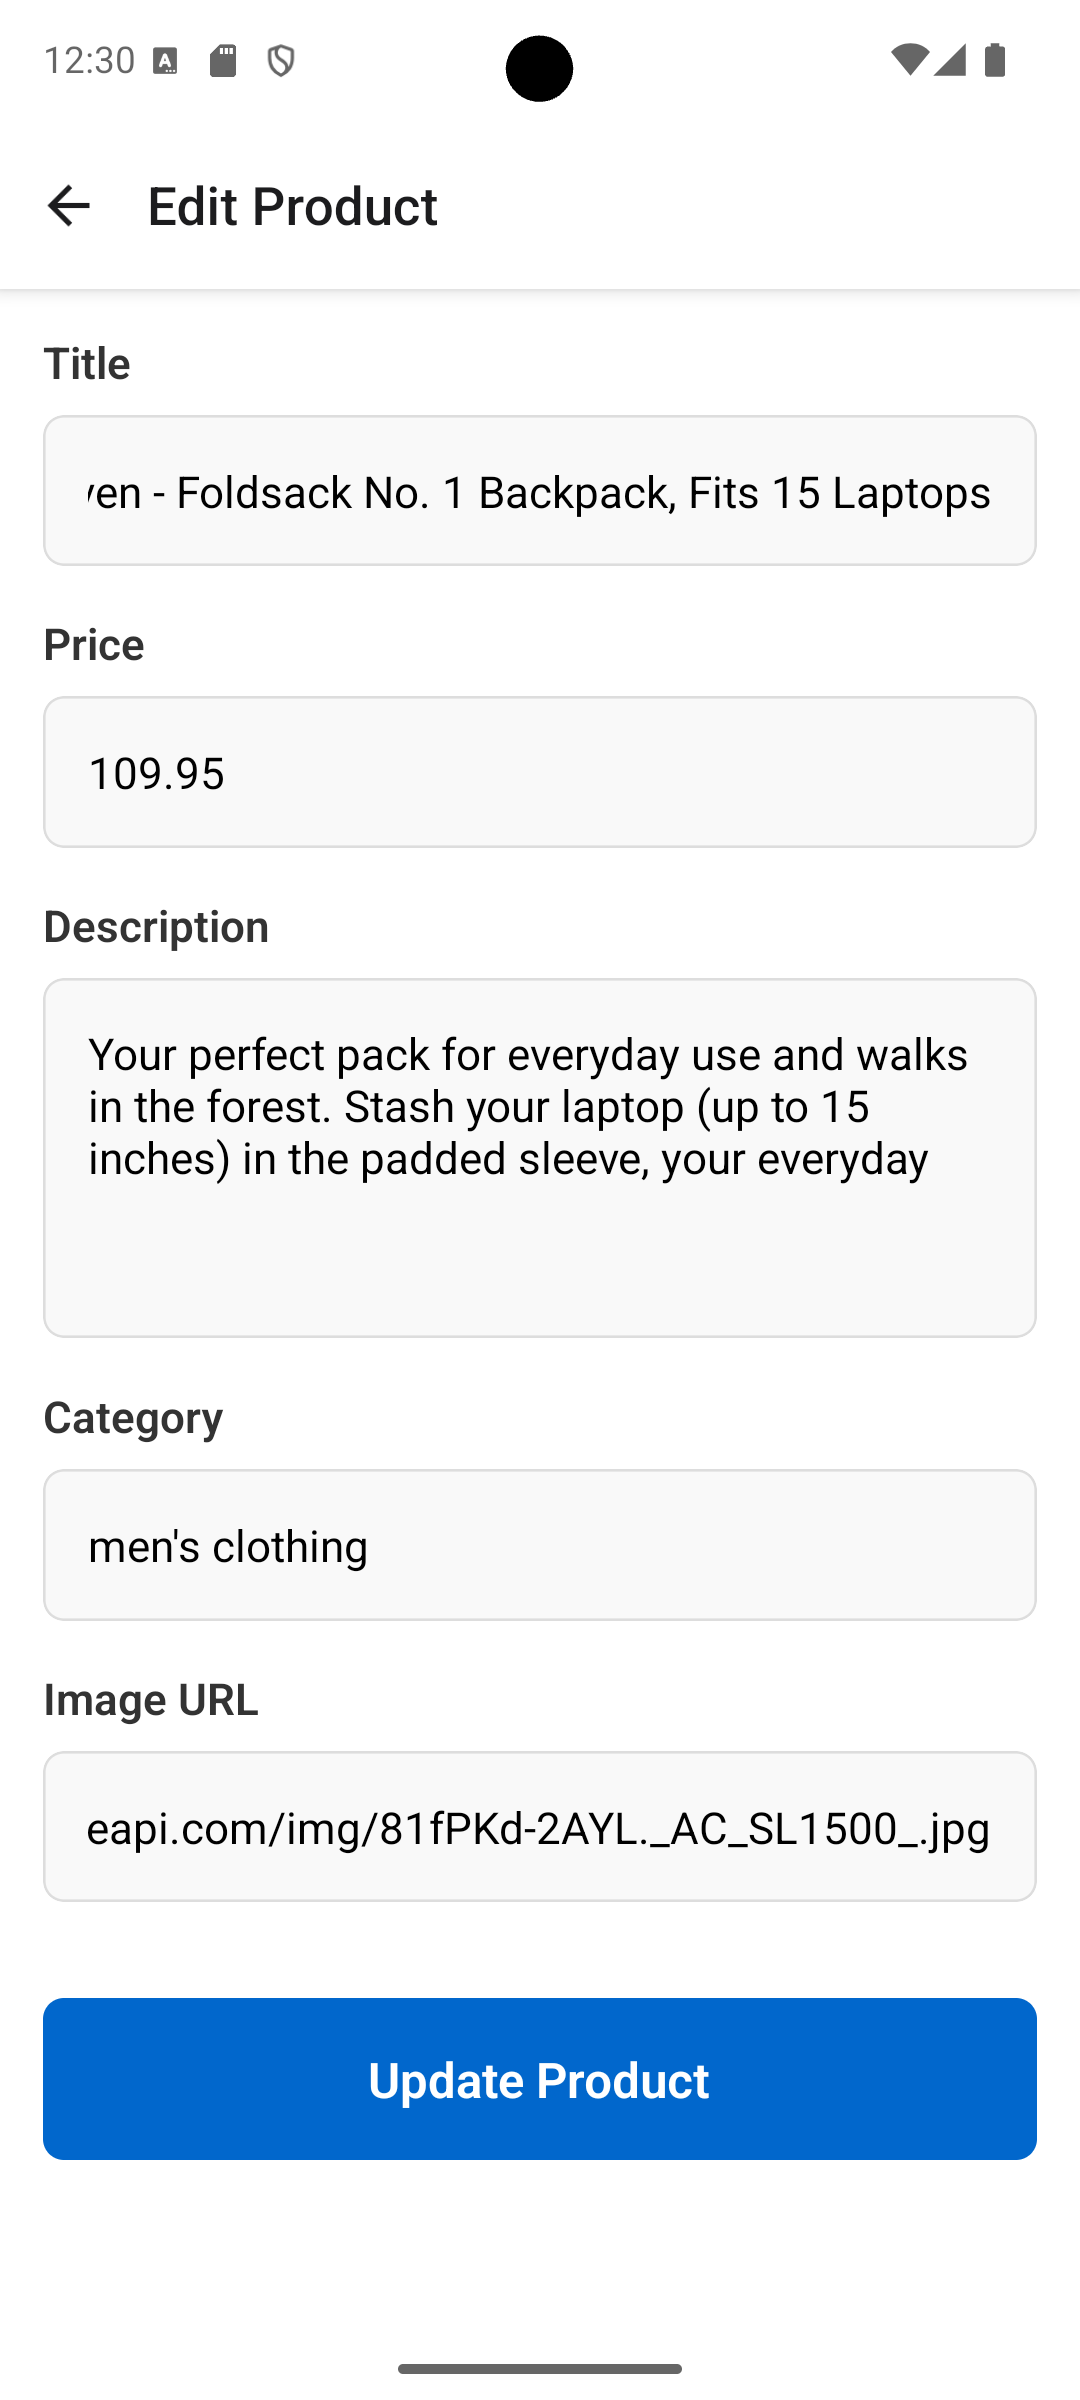 12:30
Edit Product
Title
en - Foldsack No. 1 Backpack, Fits 15 Laptops
Price
109.95
Description
Your perfect pack for everyday use and walks
in the forest. Stash your laptop (up to 15
inches) in the padded sleeve, your everyday
Category
men's clothing
Image URL
eapi.com/img/81fPKd-2AYL._AC_SL1500_.jpg
Update Product